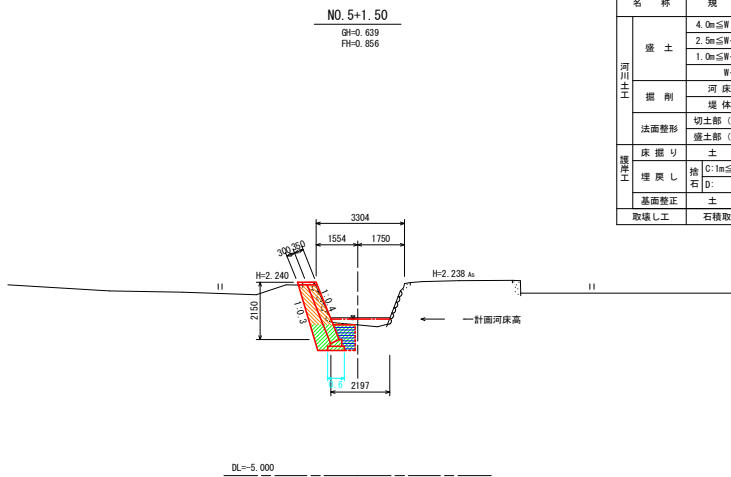 NO.5+1.50
GH=0.639
FH=0.856
名 称 規
河川土工
盛 土
4.0m≦W
2.5m≦W
1.0m≦W
W
掘 削
河 床
堤 体
法面整形
切土部（
盛土部（
護岸工
床 掘 り 土
埋 戻 し
捨石
C:1m≦
D:
基面整正 土
取壊し工 石積取
3304
1554 1750
300 350
H=2.240
H=2.238 As
1:0.4
1:0.3
2150
計画河床高
2197
DL=-5.000